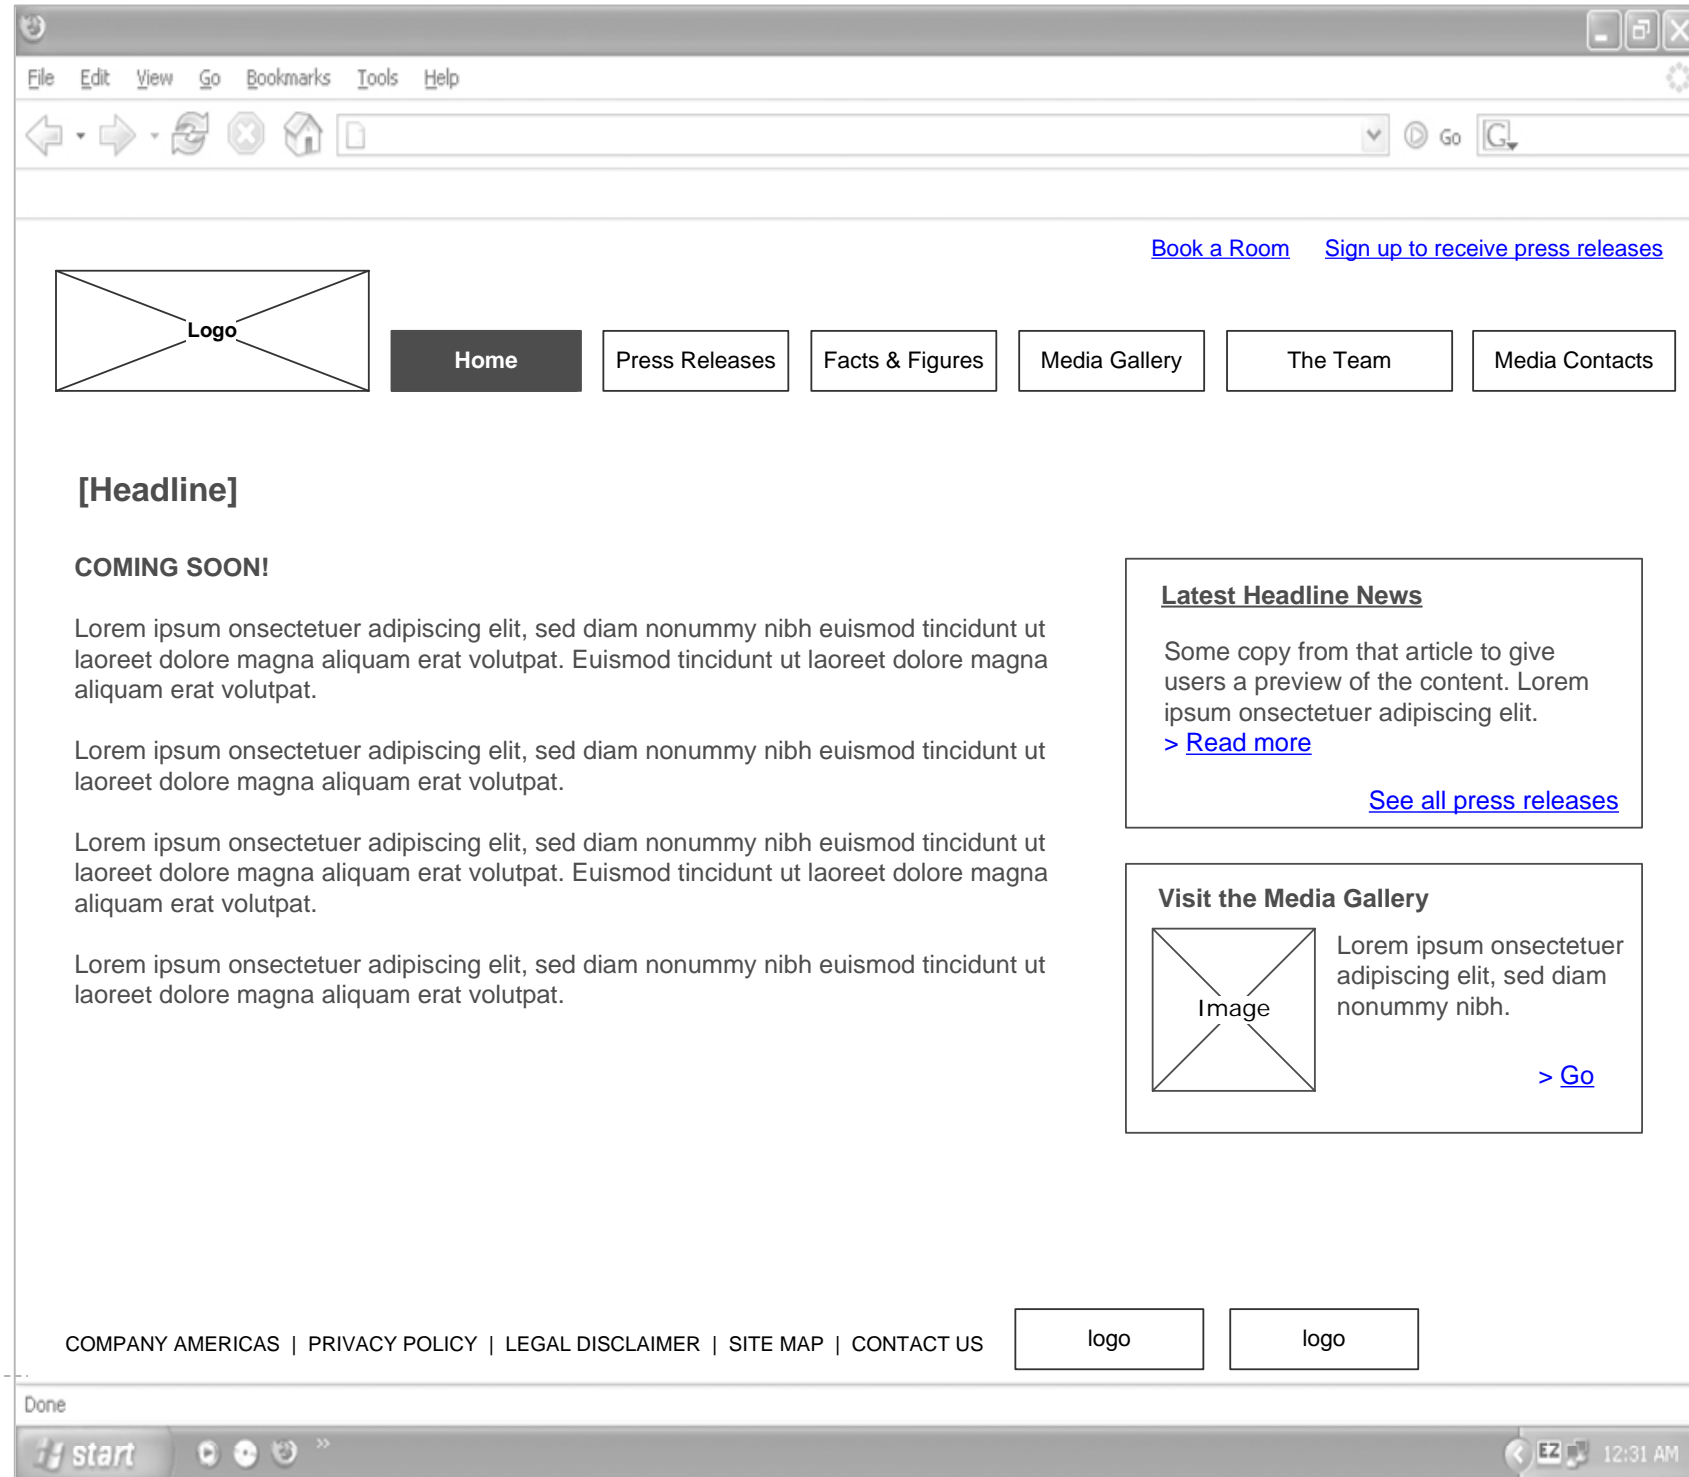 File Edit View Go Bookmarks Tools Help
Go G
Book a Room Sign up to receive press releases
Logo
Home Press Releases Facts & Figures Media Gallery The Team Media Contacts
[Headline]
COMING SOON!
Lorem ipsum onsectetuer adipiscing elit, sed diam nonummy nibh euismod tincidunt ut
laoreet dolore magna aliquam erat volutpat. Euismod tincidunt ut laoreet dolore magna
aliquam erat volutpat.
Lorem ipsum onsectetuer adipiscing elit, sed diam nonummy nibh euismod tincidunt ut
laoreet dolore magna aliquam erat volutpat.
Lorem ipsum onsectetuer adipiscing elit, sed diam nonummy nibh euismod tincidunt ut
laoreet dolore magna aliquam erat volutpat. Euismod tincidunt ut laoreet dolore magna
aliquam erat volutpat.
Lorem ipsum onsectetuer adipiscing elit, sed diam nonummy nibh euismod tincidunt ut
laoreet dolore magna aliquam erat volutpat.
Latest Headline News
Some copy from that article to give
users a preview of the content. Lorem
ipsum onsectetuer adipiscing elit.
> Read more
See all press releases
Visit the Media Gallery
Image
Lorem ipsum onsectetuer
adipiscing elit, sed diam
nonummy nibh.
> Go
COMPANY AMERICAS | PRIVACY POLICY | LEGAL DISCLAIMER | SITE MAP | CONTACT US
logo logo
Done
start » EZ 12:31 AM